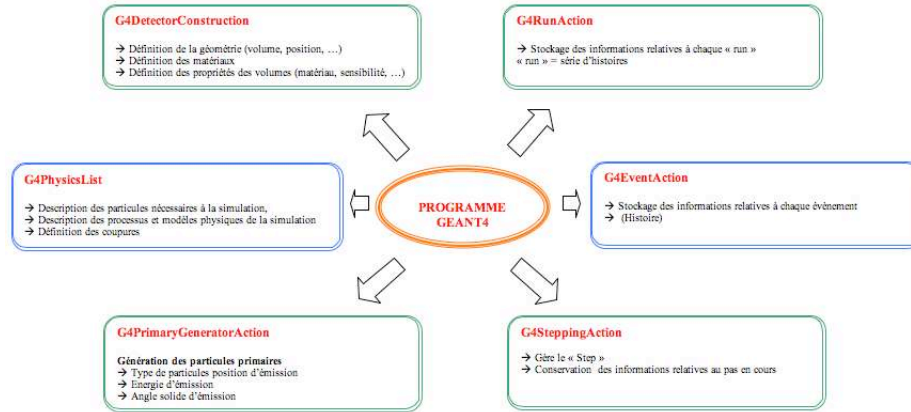 G4DetectorConstruction
→ Définition de la géométrie (volume, position, …)
→ Définition des matériaux
→ Définition des propriétés des volumes (matériau, sensibilité, …)
G4RunAction
→ Stockage des informations relatives à chaque « run »
« run » = série d'histoires
G4PhysicsList
→ Description des particules nécessaires à la simulation,
→ Description des processus et modèles physiques de la simulation
→ Définition des coupures
PROGRAMME
GEANT4
G4EventAction
→ Stockage des informations relatives à chaque évènement
→ (Histoire)
G4PrimaryGeneratorAction
Génération des particules primaires
→ Type de particules position d'émission
→ Energie d'émission
→ Angle solide d'émission
G4SteppingAction
→ Gère le « Step »
→ Conservation des informations relatives au pas en cours